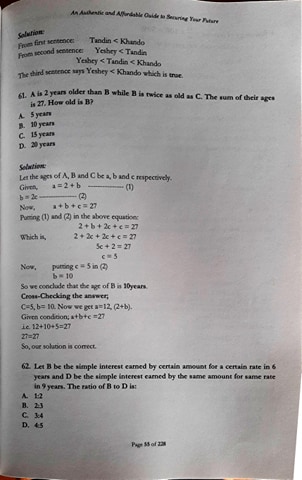 An Authentic and Affordable Guide to Securing Your Future
Solution:
From first sentence: Tandin < Khando
From second sentence: Yeshey < Tandin
Yeshey < Tandin < Khando
The third sentence says Yeshey < Khando which is true.
61. A is 2 years older than B while B is twice as old as C. The sum of their ages
is 27. How old is B?
A. 5 years
B. 10 years
C. 15 years
D. 20 years
Solution:
Let the ages of A, B and C be a, b and c respectively.
Given, a = 2 + b ------------ (1)
b = 2c ------------ (2)
Now, a + b + c = 27
Putting (1) and (2) in the above equation:
2 + b + 2c + c = 27
Which is, 2 + 2c + 2c + c = 27
5c + 2 = 27
c = 5
Now, putting c = 5 in (2)
b = 10
So we conclude that the age of B is 10years.
Cross-Checking the answer;
C=5, b= 10. Now we get a=12, (2+b).
Given condition; a+b+c =27
.i.e. 12+10+5=27
27=27
So, our solution is correct.
62. Let B be the simple interest earned by certain amount for a certain rate in 6
years and D be the simple interest earned by the same amount for same rate
in 9 years. The ratio of B to D is:
A. 1:2
B. 2:3
C. 3:4
D. 4:5
Page 55 of 228